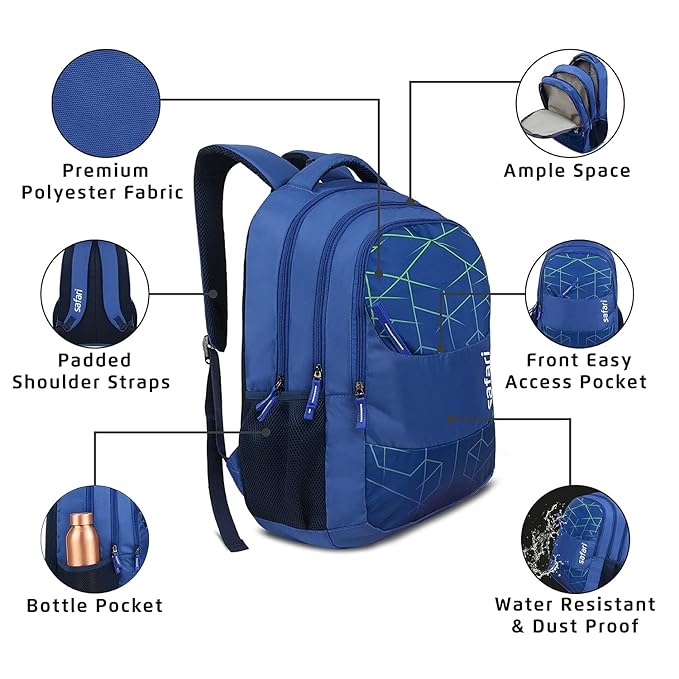 Premium
Polyester Fabric
Ample Space
safari
Padded
Shoulder Straps
safari
safari
Front Easy
Access Pocket
Bottle Pocket
safari
Water Resistant
& Dust Proof